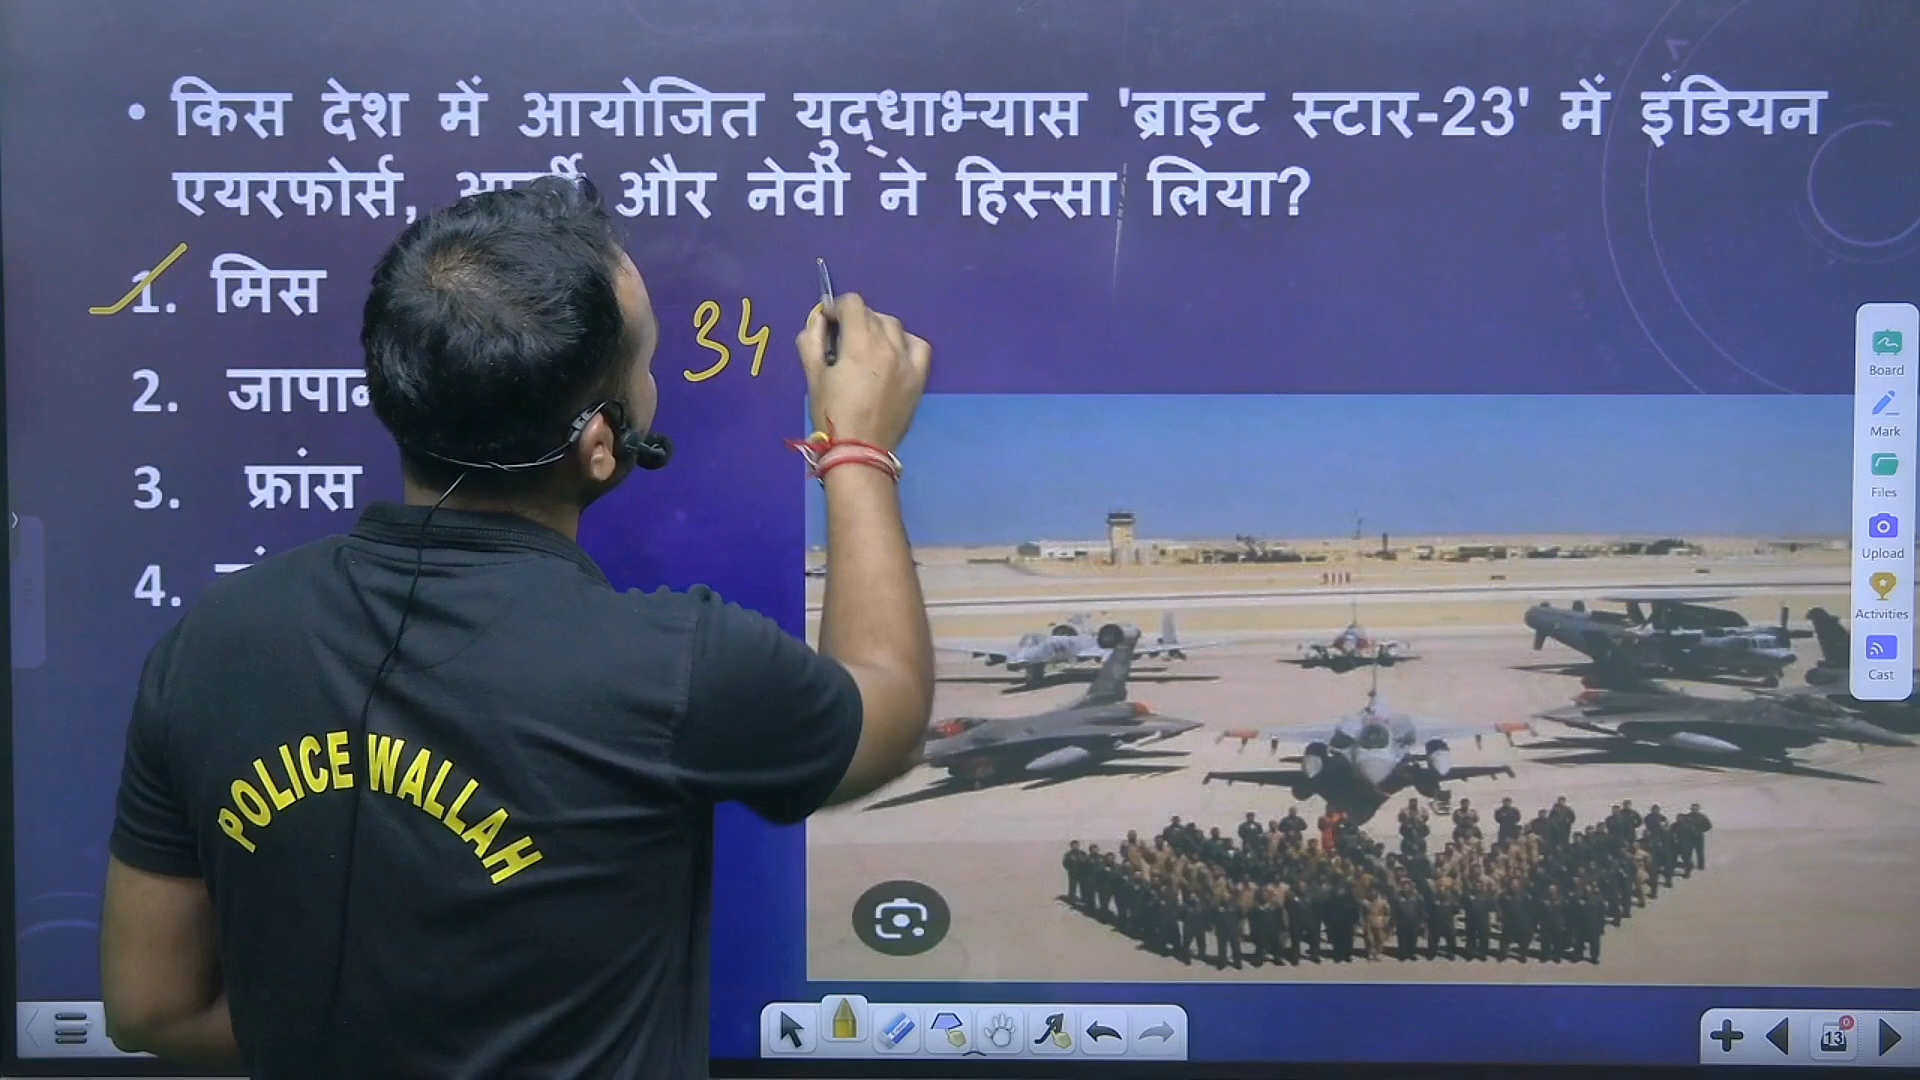 • किस देश में आयोजित युद्धाभ्यास 'ब्राइट स्टार-23' में इंडियन
एयरफोर्स, और नेवी ने हिस्सा लिया?
1. मिस
34
2.
3. फ्रांस
4.
POLICE WALLAH
Board
Mark
Files
Upload
Activities
Cast
0
13